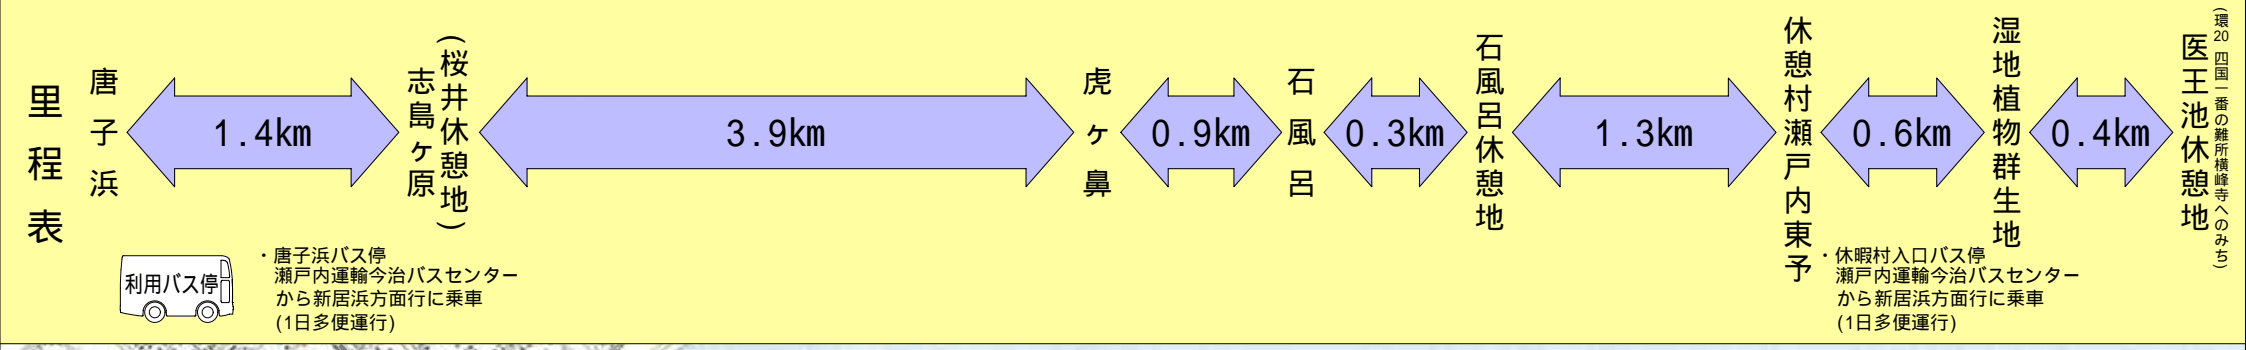 里程表
唐子浜
1.4km
志島ヶ原
(桜井休憩地)
3.9km
虎ヶ鼻
0.9km
石風呂
0.3km
石風呂休憩地
1.3km
休憩村瀬戸内東予
0.6km
湿地植物群生地
0.4km
医王池休憩地
(環20 四国一番の難所横峰寺へのみち)
利用バス停
・唐子浜バス停
瀬戸内運輸今治バスセンター
から新居浜方面行に乗車
(1日多便運行)
・休暇村入口バス停
瀬戸内運輸今治バスセンター
から新居浜方面行に乗車
(1日多便運行)